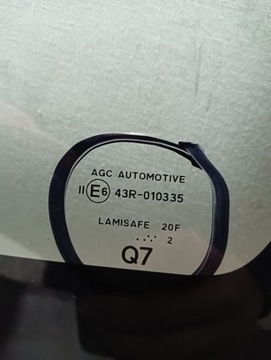 AGC AUTOMOTIVE
II E6 43R-010335
LAMISAFE 20F
2
Q7